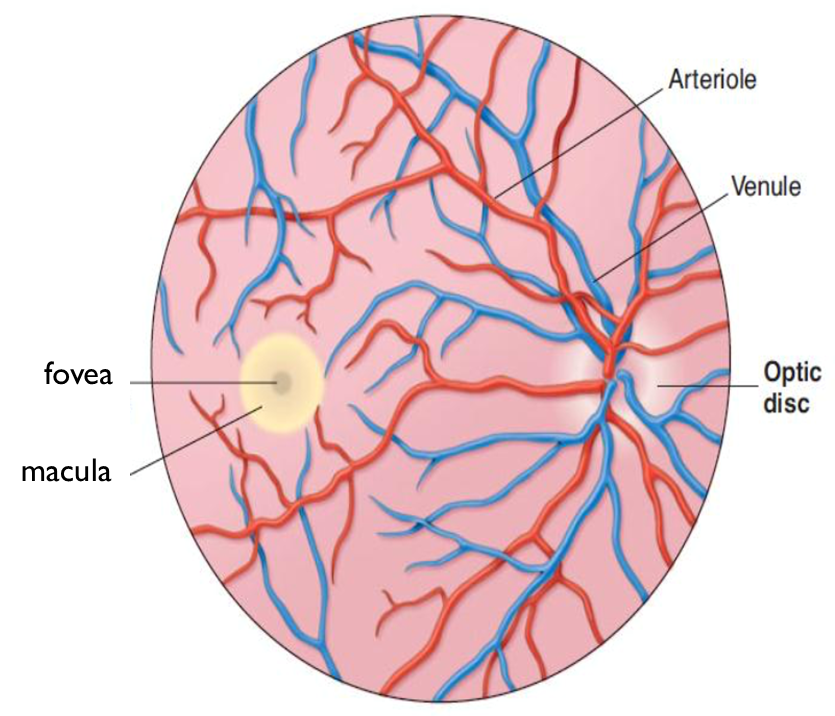 Arteriole
Venule
fovea
Optic
disc
macula